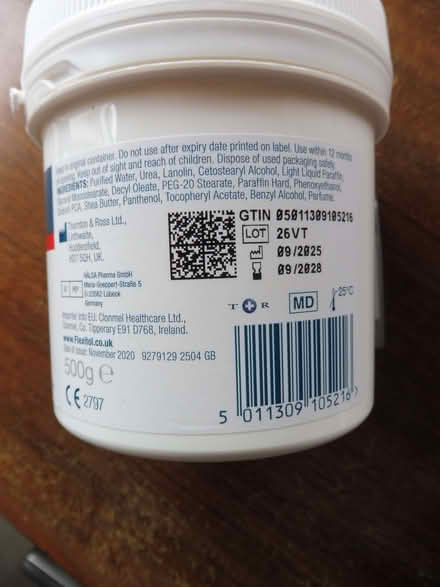 in original container. Do not use after expiry date printed on label. Use within 12 months
Keep out of sight and reach of children. Dispose of used packaging safely.
INGREDIENTS: Purified Water, Urea, Lanolin, Cetostearyl Alcohol, Light Liquid Paraffin,
Monostearate, Decyl Oleate, PEG-20 Stearate, Paraffin Hard, Phenoxyethanol,
PCA, Shea Butter, Panthenol, Tocopheryl Acetate, Benzyl Alcohol, Perfume.
Thornton & Ross Ltd.,
Linthwaite,
Huddersfield,
HD7 5QH, UK.
GTIN 05011309105216
LOT 26VT
09/2025
09/2028
HÄLSA Pharma GmbH
Maria-Goeppert-Straße 5
D-23562 Lübeck
Germany
T R
MD
25°C
Importer into EU: Clonmel Healthcare Ltd.,
Clonmel, Co. Tipperary E91 D768, Ireland.
www.Flexitol.co.uk
Date of issue: November 2020 9279129 2504 GB
500g e
CE 2797
5 011309 105216